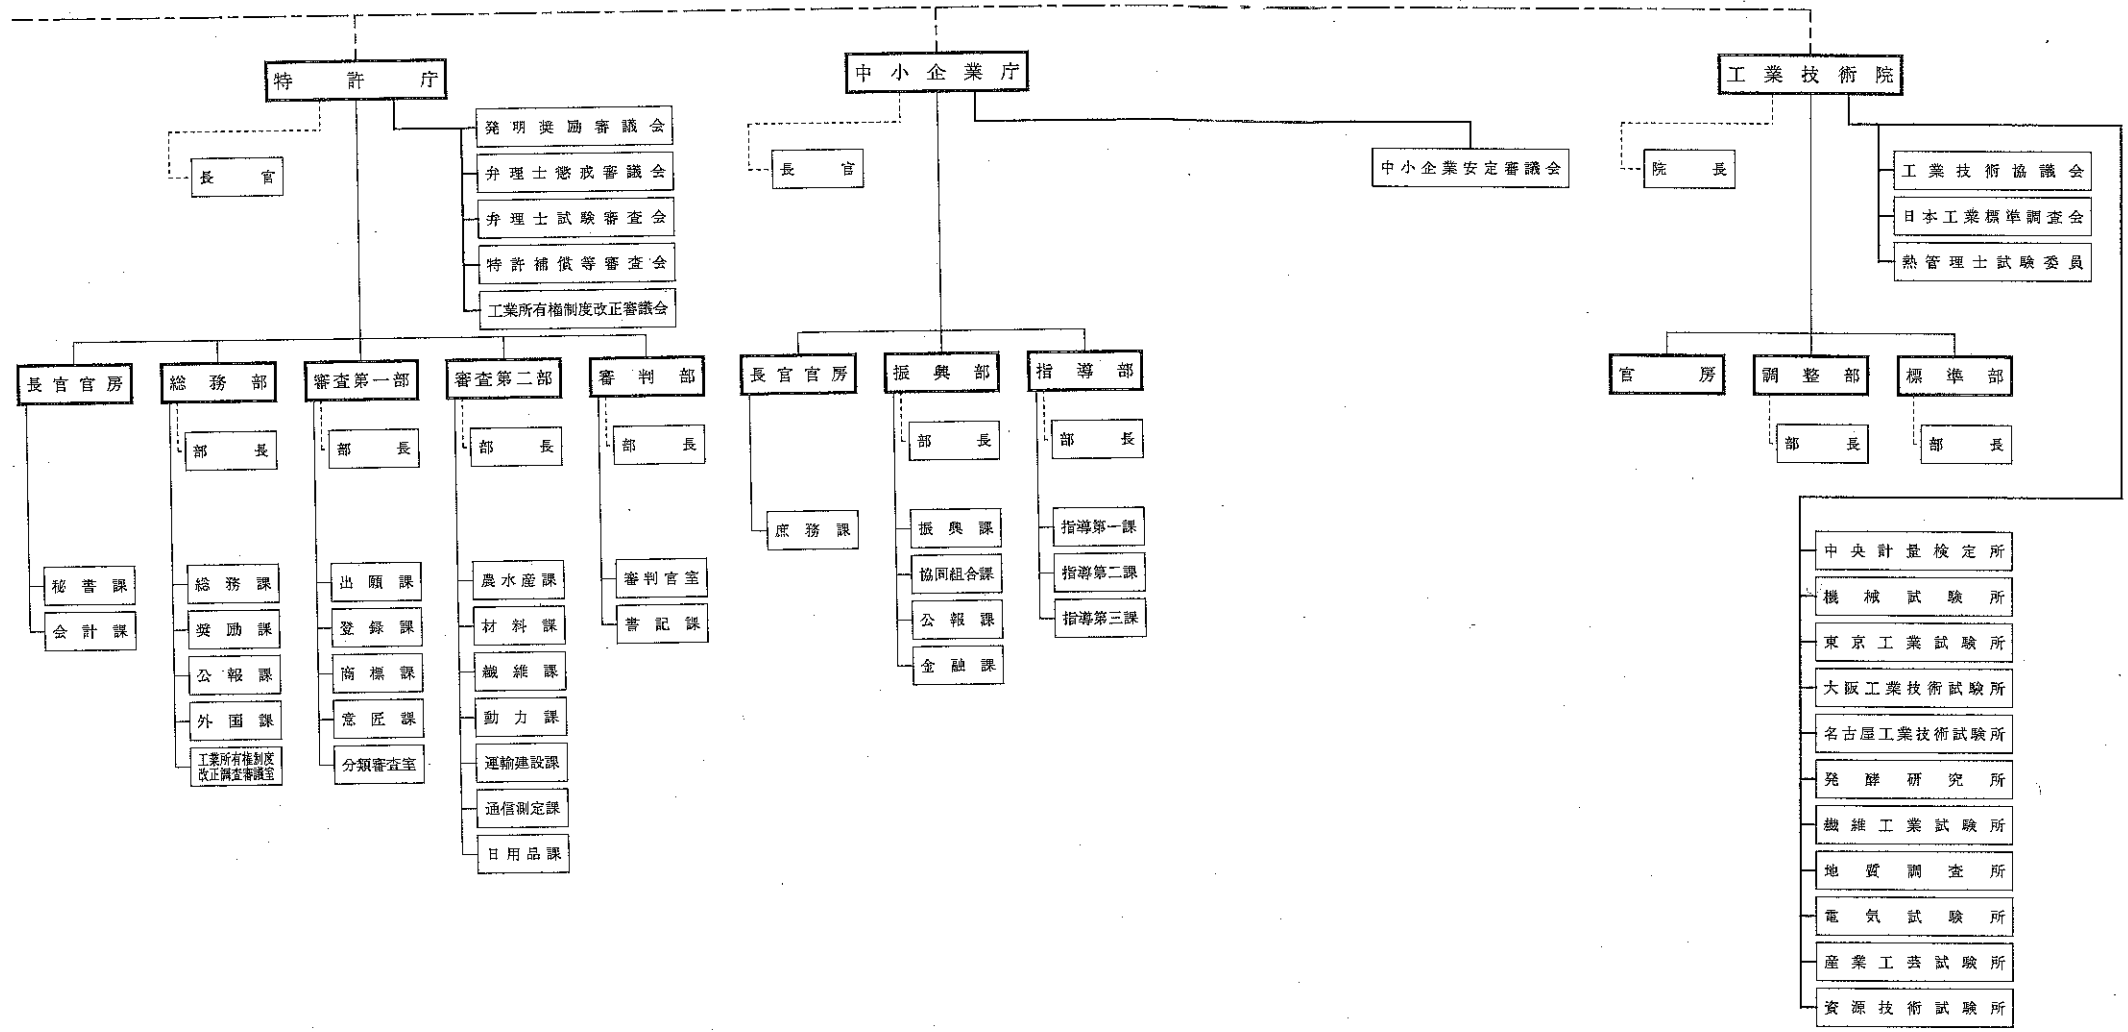 特許庁
長官
発明奨励審議会
弁理士懲戒審議会
弁理士試験審査会
特許補償等審査会
工業所有権制度改正審議会
長官官房
秘書課
会計課
総務部
部長
総務課
奨励課
公報課
外国課
工業所有権制度
改正調査審議室
審査第一部
部長
出願課
登録課
商標課
意匠課
分類審査室
審査第二部
部長
農水産課
材料課
繊維課
動力課
運輸建設課
通信測定課
日用品課
審判部
部長
審判官室
書記課
中小企業庁
長官
中小企業安定審議会
長官官房
庶務課
振興部
部長
振興課
協同組合課
公報課
金融課
指導部
部長
指導第一課
指導第二課
指導第三課
工業技術院
院長
工業技術協議会
日本工業標準調査会
熱管理士試験委員
官房
調整部
部長
標準部
部長
中央計量検定所
機械試験所
東京工業試験所
大阪工業技術試験所
名古屋工業技術試験所
発酵研究所
繊維工業試験所
地質調査所
電気試験所
産業工芸試験所
資源技術試験所